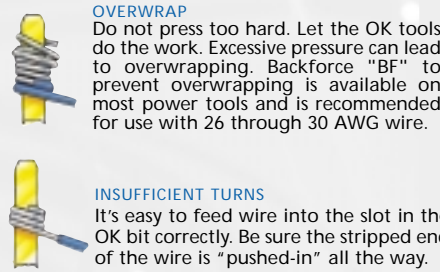 OVERWRAP
Do not press too hard. Let the OK tools
do the work. Excessive pressure can lead
to overwrapping. Backforce "BF" to
prevent overwrapping is available on
most power tools and is recommended
for use with 26 through 30 AWG wire.
INSUFFICIENT TURNS
It's easy to feed wire into the slot in the
OK bit correctly. Be sure the stripped end
of the wire is “pushed-in” all the way.